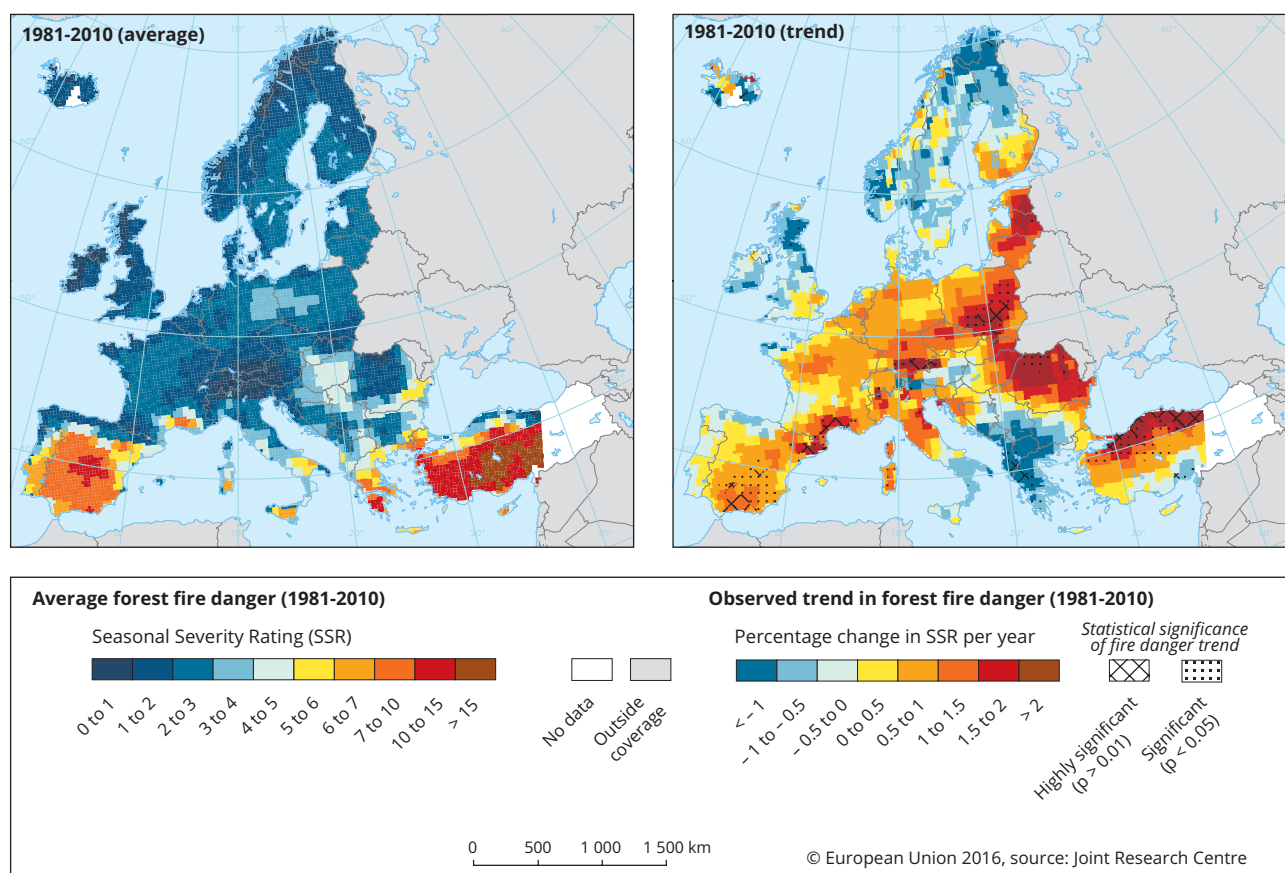 1981-2010 (average)
1981-2010 (trend)
Average forest fire danger (1981-2010)
Seasonal Severity Rating (SSR)
0 to 1
1 to 2
2 to 3
3 to 4
4 to 5
5 to 6
6 to 7
7 to 10
10 to 15
> 15
No data
Outside
coverage
Observed trend in forest fire danger (1981-2010)
Percentage change in SSR per year
< – 1
– 1 to – 0.5
– 0.5 to 0
0 to 0.5
0.5 to 1
1 to 1.5
1.5 to 2
> 2
Statistical significance
of fire danger trend
Highly significant
(p > 0.01)
Significant
(p < 0.05)
0 500 1 000 1 500 km
© European Union 2016, source: Joint Research Centre